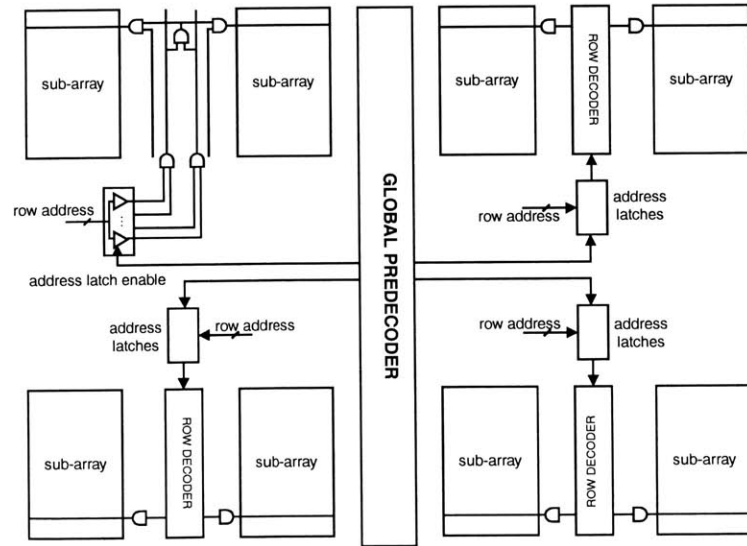 sub-array
sub-array
row address
address latch enable
GLOBAL PREDECODER
sub-array
ROW DECODER
sub-array
row address
address
latches
address
latches
row address
row address
address
latches
sub-array
ROW DECODER
sub-array
sub-array
ROW DECODER
sub-array